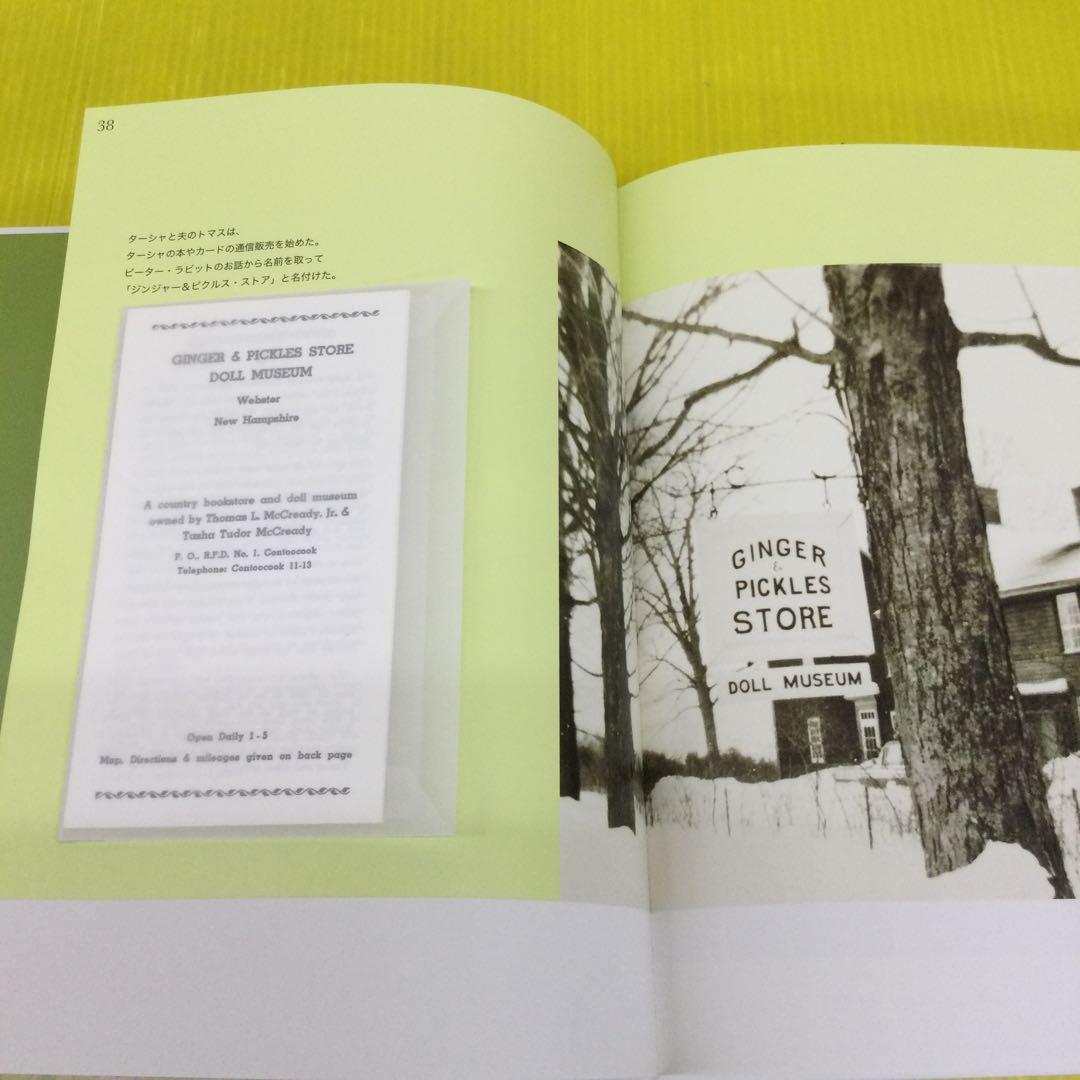 38
ターシャと夫のトマスは、
ターシャの本やカードの通信販売を始めた。
ピーター・ラビットのお話から名前を取って
「ジンジャー＆ピクルス・ストア」と名付けた。
GINGER & PICKLES STORE
DOLL MUSEUM
Webster
New Hampshire
A country bookstore and doll museum
owned by Thomas L. McCready, Jr. &
Tasha Tudor McCready
P. O., R.F.D. No. 1, Contoocook
Telephone: Contoocook 11-13
Open Daily 1 - 5
Map, Directions & mileages given on back page
GINGER
&
PICKLES
STORE
DOLL MUSEUM